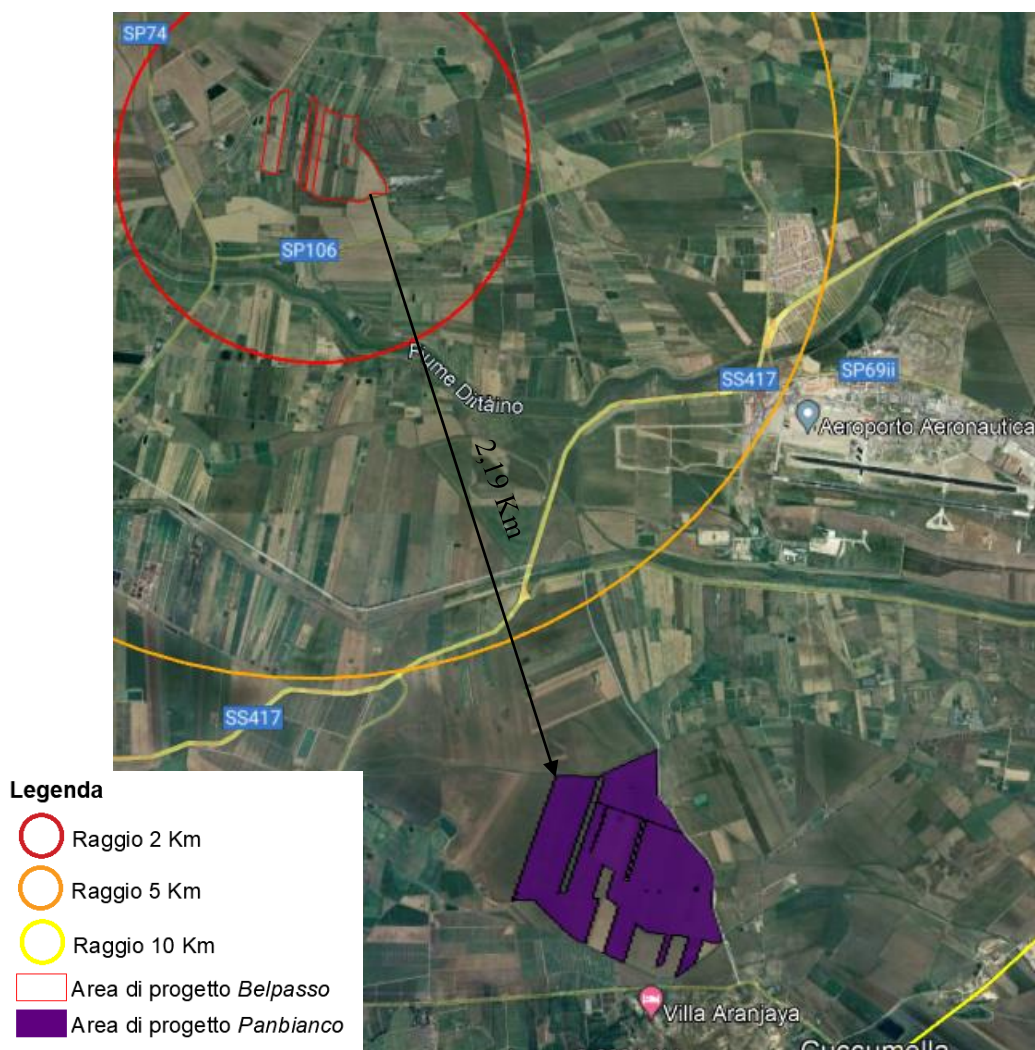 SP74
SP106
Fiume Dittaino
SS417
SP69ii
Aeroporto Aeronautica
2,19 Km
SS417
Legenda
Raggio 2 Km
Raggio 5 Km
Raggio 10 Km
Area di progetto Belpasso
Area di progetto Panbianco
Villa Aranjaya
Cuccumella